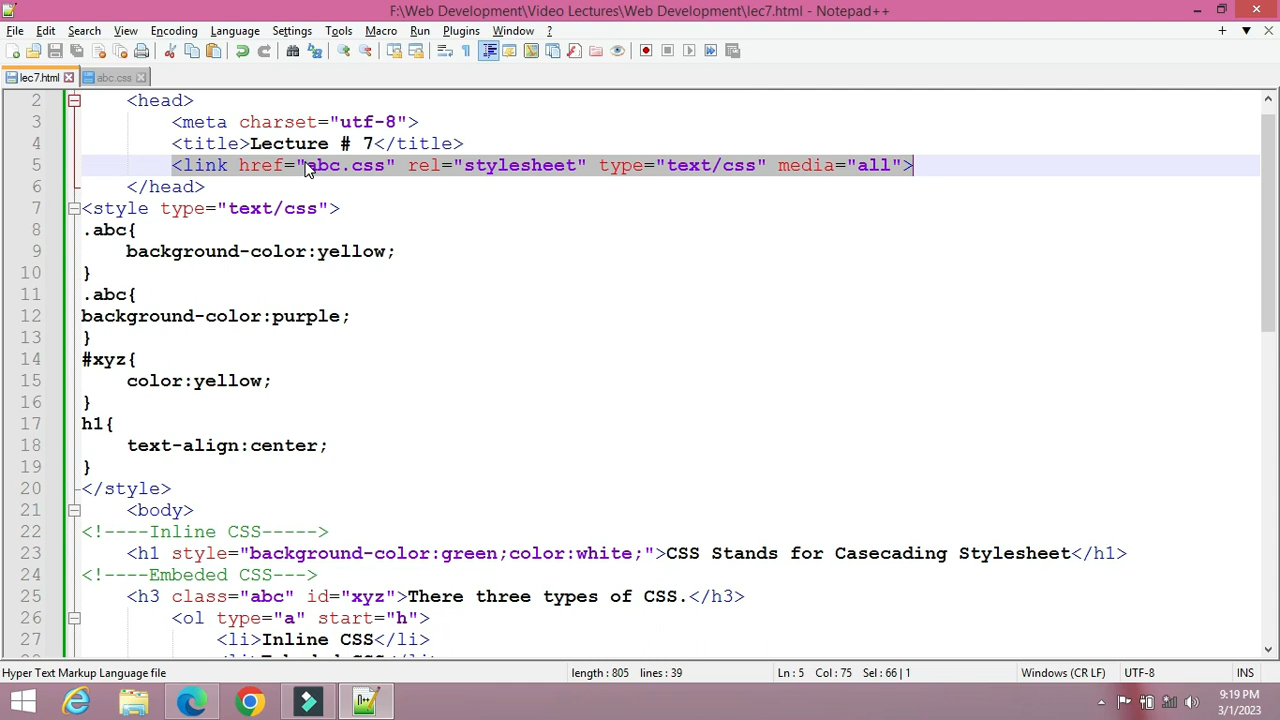 F:\Web Development\Video Lectures\Web Development\lec7.html - Notepad++
File Edit Search View Encoding Language Settings Tools Macro Run Plugins Window ?
lec7.html abc.css
2 <head>
3 <meta charset="utf-8">
4 <title>Lecture # 7</title>
5 <link href="abc.css" rel="stylesheet" type="text/css" media="all">
6 </head>
7 <style type="text/css">
8 .abc{
9 background-color:yellow;
10 }
11 .abc{
12 background-color:purple;
13 }
14 #xyz{
15 color:yellow;
16 }
17 h1{
18 text-align:center;
19 }
20 </style>
21 <body>
22 <!----Inline CSS----->
23 <h1 style="background-color:green;color:white;">CSS Stands for Casecading Stylesheet</h1>
24 <!----Embeded CSS--->
25 <h3 class="abc" id="xyz">There three types of CSS.</h3>
26 <ol type="a" start="h">
27 <li>Inline CSS</li>
Hyper Text Markup Language file length : 805 lines : 39 Ln : 5 Col : 75 Sel : 66 | 1 Windows (CR LF) UTF-8 INS
9:19 PM
3/1/2023